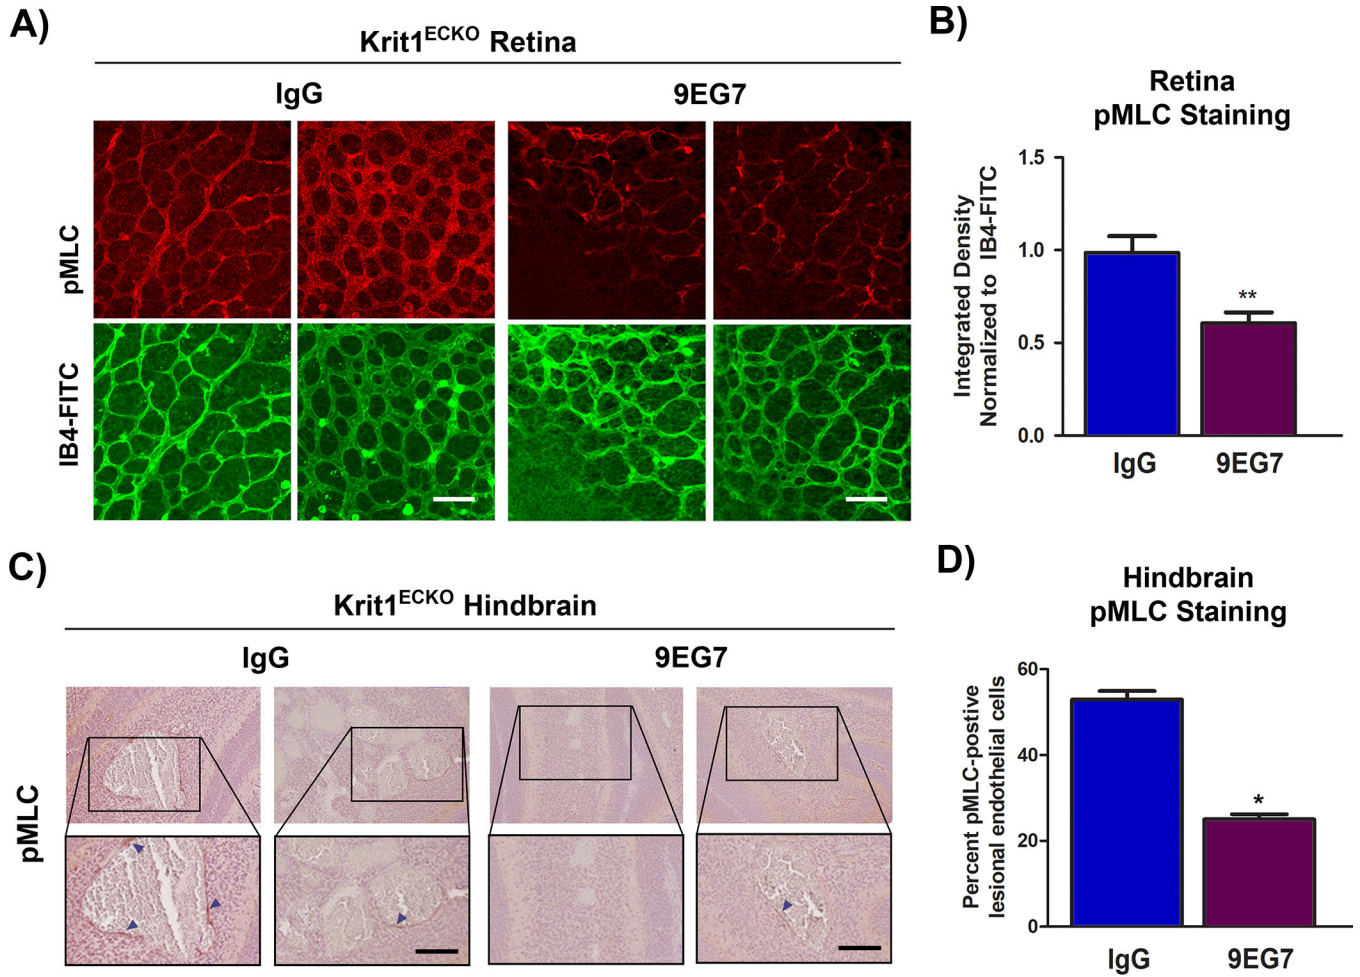 A)
Krit1ECKO Retina
IgG
9EG7
pMLC
IB4-FITC
B)
Retina
pMLC Staining
Integrated Density
Normalized to IB4-FITC
1.5
1.0
0.5
0.0
**
IgG
9EG7
C)
Krit1ECKO Hindbrain
IgG
9EG7
pMLC
D)
Hindbrain
pMLC Staining
Percent pMLC-postive
lesional endothelial cells
60
40
20
0
*
IgG
9EG7